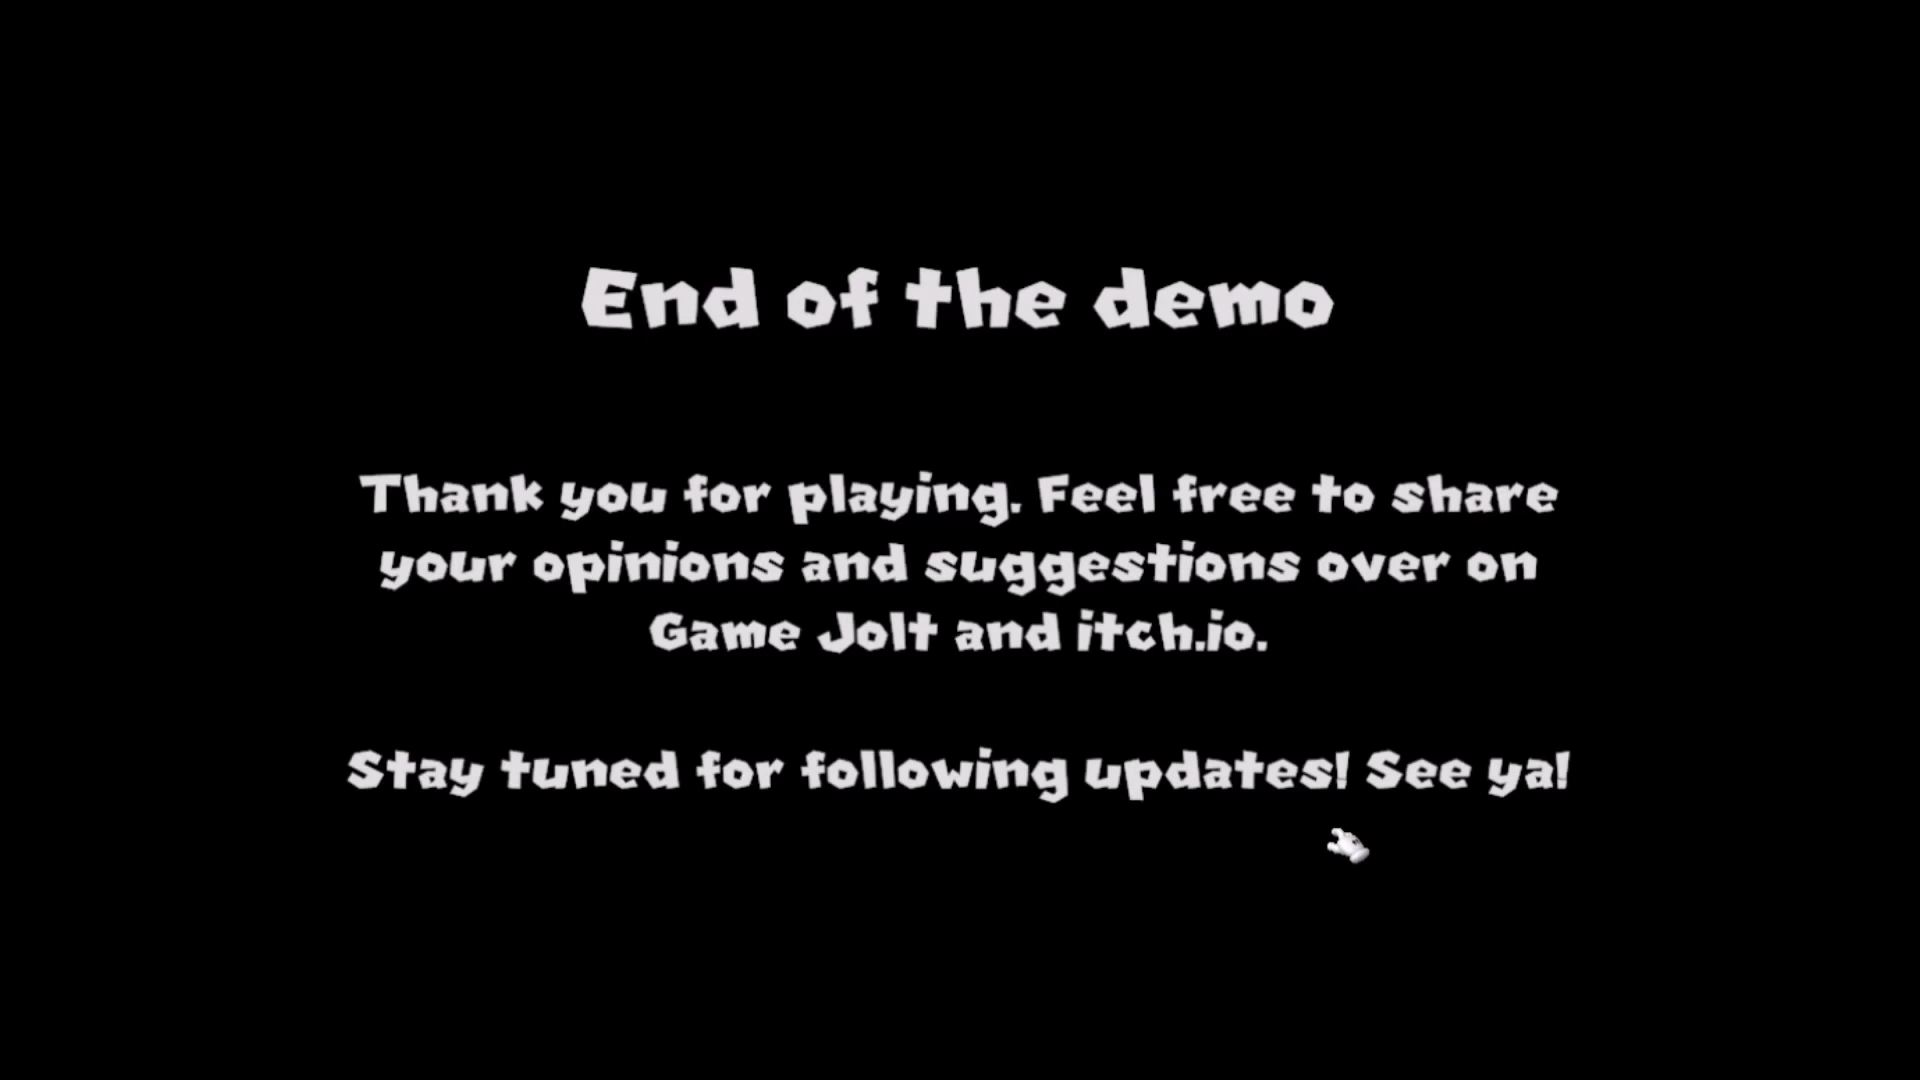 End of the demo
Thank you for playing. Feel free to share
your opinions and suggestions over on
Game Jolt and itch.io.
Stay tuned for following updates! See ya!